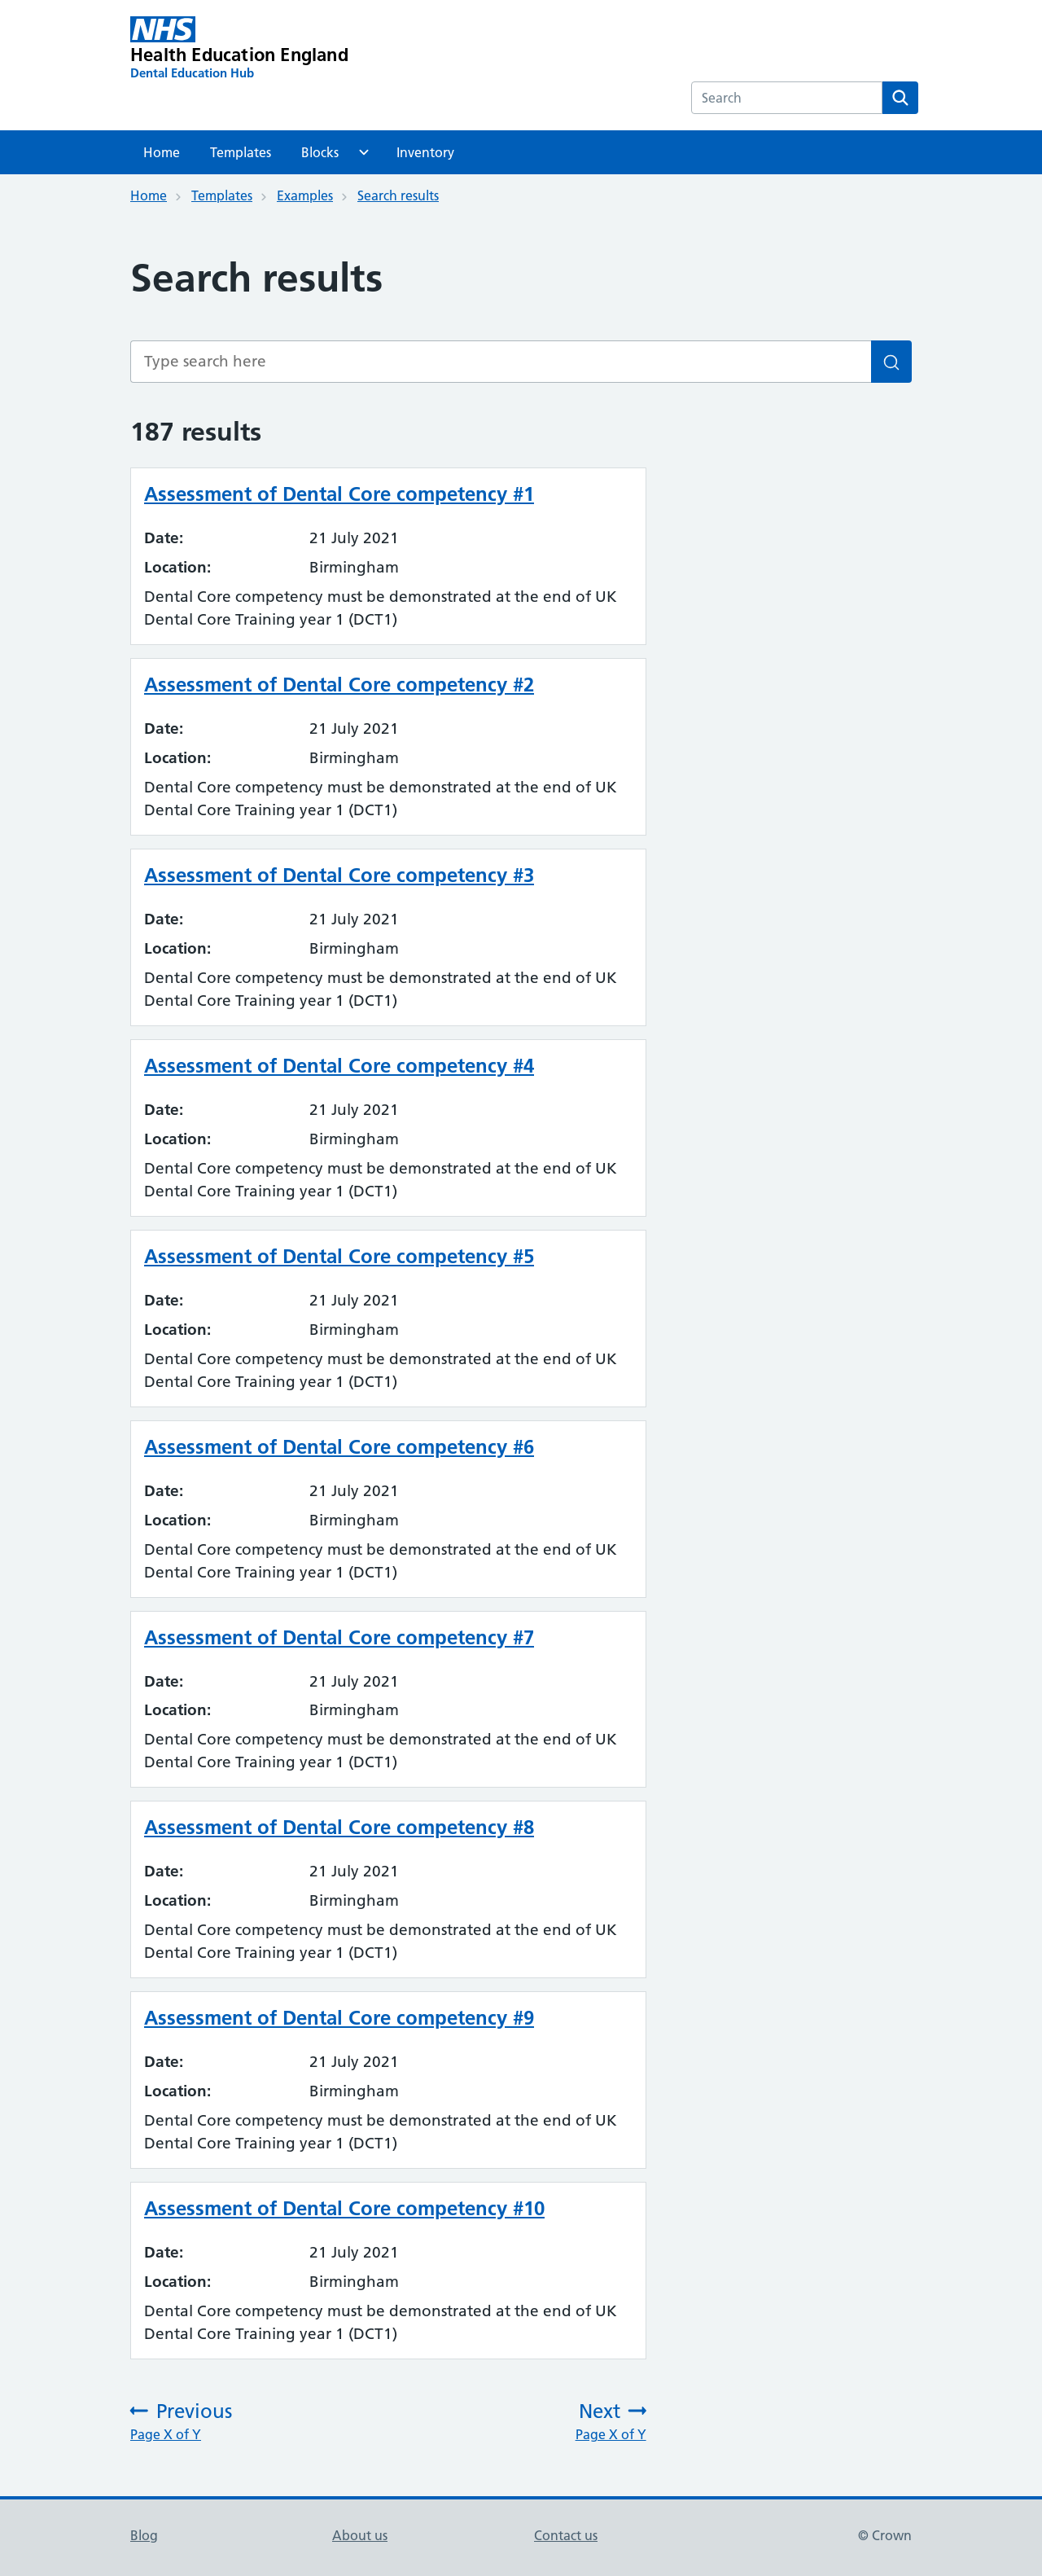 NHS
Health Education England
Dental Education Hub
Search
Home Templates Blocks Inventory
Home Templates Examples Search results
Search results
Type search here
187 results
Assessment of Dental Core competency #1
Date: 21 July 2021
Location: Birmingham
Dental Core competency must be demonstrated at the end of UK
Dental Core Training year 1 (DCT1)
Assessment of Dental Core competency #2
Date: 21 July 2021
Location: Birmingham
Dental Core competency must be demonstrated at the end of UK
Dental Core Training year 1 (DCT1)
Assessment of Dental Core competency #3
Date: 21 July 2021
Location: Birmingham
Dental Core competency must be demonstrated at the end of UK
Dental Core Training year 1 (DCT1)
Assessment of Dental Core competency #4
Date: 21 July 2021
Location: Birmingham
Dental Core competency must be demonstrated at the end of UK
Dental Core Training year 1 (DCT1)
Assessment of Dental Core competency #5
Date: 21 July 2021
Location: Birmingham
Dental Core competency must be demonstrated at the end of UK
Dental Core Training year 1 (DCT1)
Assessment of Dental Core competency #6
Date: 21 July 2021
Location: Birmingham
Dental Core competency must be demonstrated at the end of UK
Dental Core Training year 1 (DCT1)
Assessment of Dental Core competency #7
Date: 21 July 2021
Location: Birmingham
Dental Core competency must be demonstrated at the end of UK
Dental Core Training year 1 (DCT1)
Assessment of Dental Core competency #8
Date: 21 July 2021
Location: Birmingham
Dental Core competency must be demonstrated at the end of UK
Dental Core Training year 1 (DCT1)
Assessment of Dental Core competency #9
Date: 21 July 2021
Location: Birmingham
Dental Core competency must be demonstrated at the end of UK
Dental Core Training year 1 (DCT1)
Assessment of Dental Core competency #10
Date: 21 July 2021
Location: Birmingham
Dental Core competency must be demonstrated at the end of UK
Dental Core Training year 1 (DCT1)
Previous Next
Page X of Y Page X of Y
Blog About us Contact us © Crown